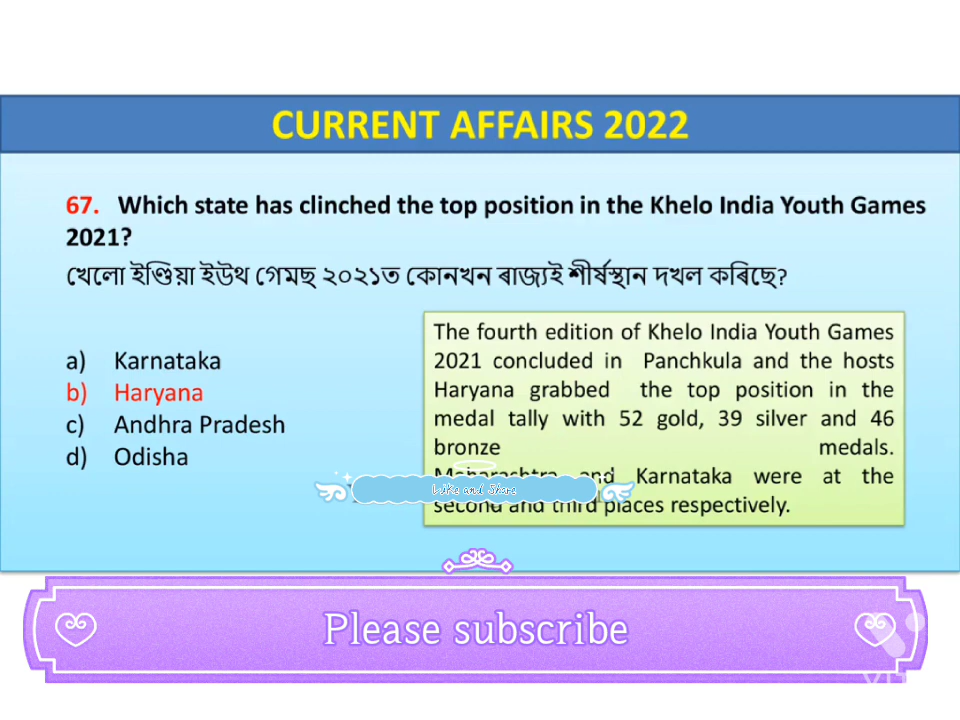 CURRENT AFFAIRS 2022
67. Which state has clinched the top position in the Khelo India Youth Games
2021?
খেলো ইণ্ডিয়া ইউথ গেমছ ২০২১ত কোনখন ৰাজ্যই শীৰ্ষস্থান দখল কৰিছে?
a) Karnataka
b) Haryana
c) Andhra Pradesh
d) Odisha
The fourth edition of Khelo India Youth Games
2021 concluded in Panchkula and the hosts
Haryana grabbed the top position in the
medal tally with 52 gold, 39 silver and 46
bronze medals.
Maharashtra and Karnataka were at the
second and third places respectively.
Like and Share
Please subscribe